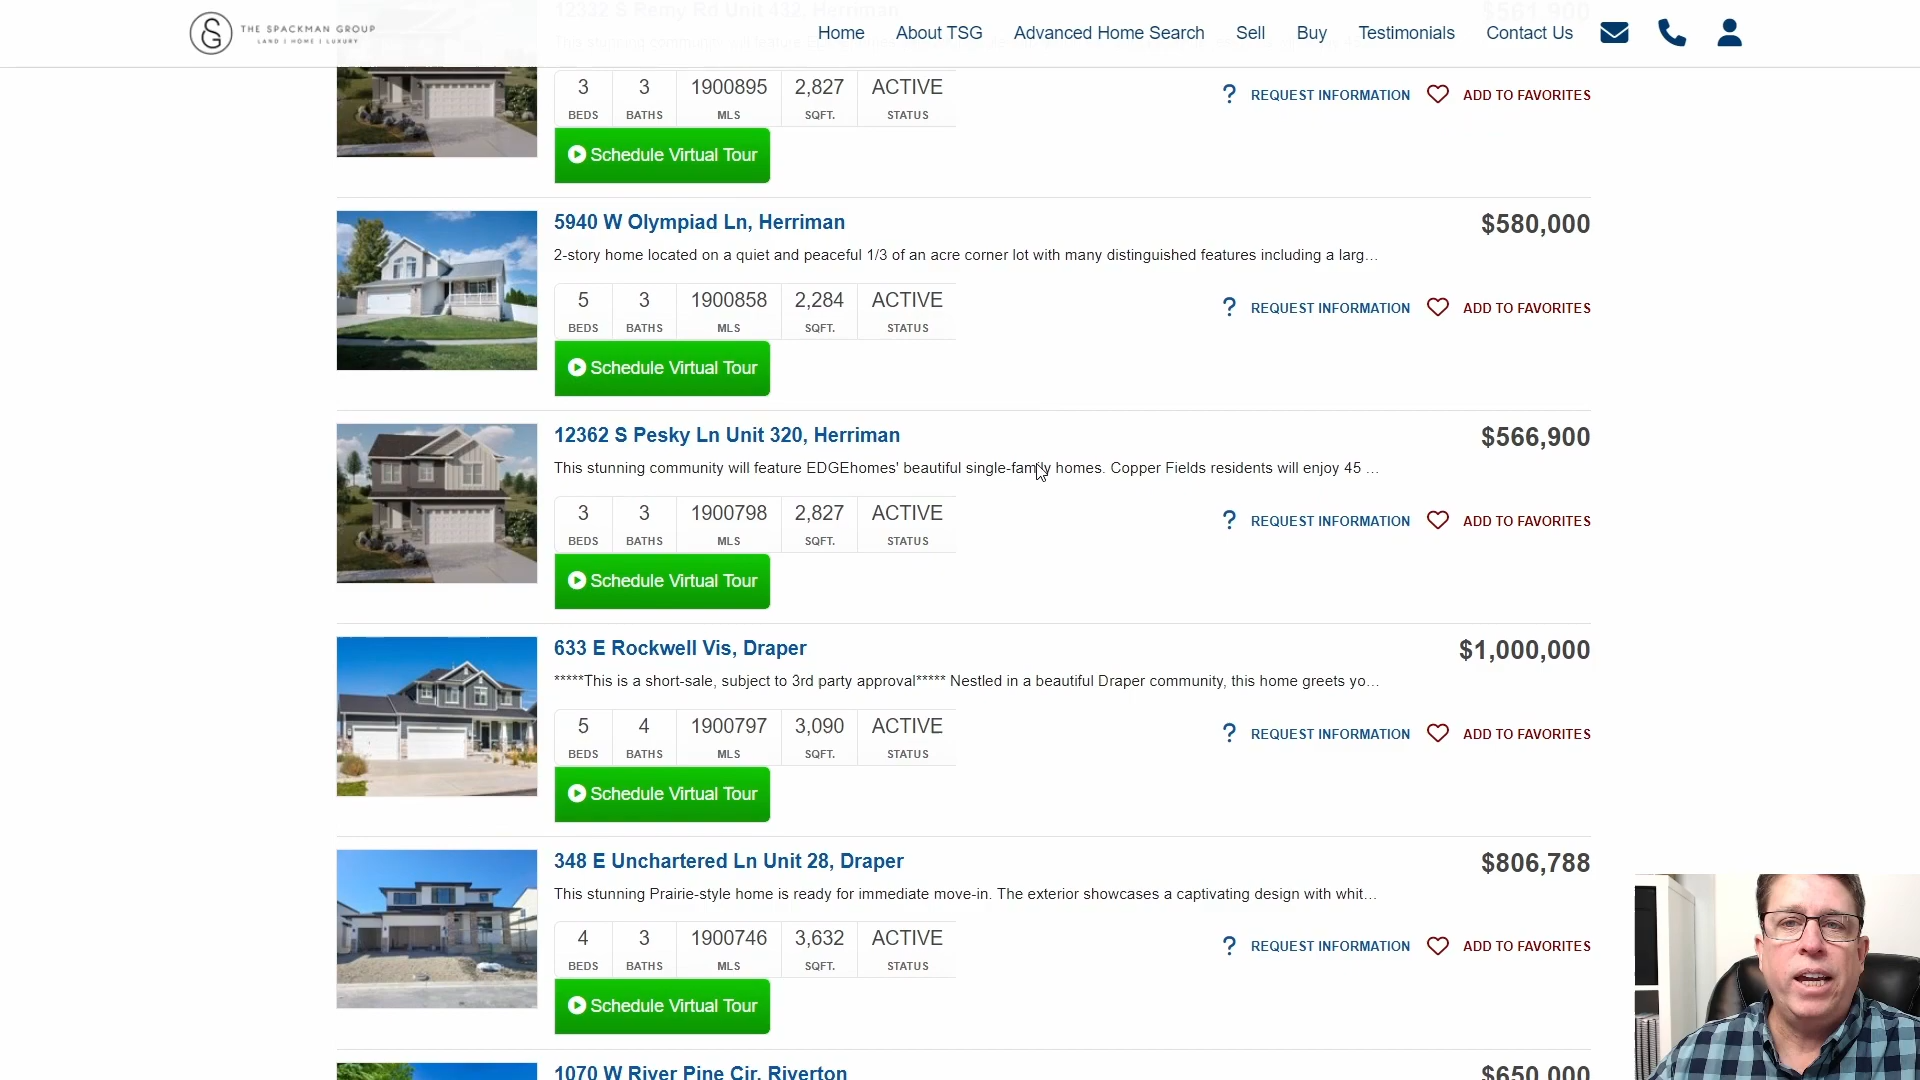 12332 S Remy Rd Unit 432, Herriman
$561,900
THE SPACKMAN GROUP
LAND | HOME | LUXURY
Home
About TSG
Advanced Home Search
Sell
Buy
Testimonials
Contact Us
3
BEDS
3
BATHS
1900895
MLS
2,827
SQFT.
ACTIVE
STATUS
? REQUEST INFORMATION
ADD TO FAVORITES
Schedule Virtual Tour
5940 W Olympiad Ln, Herriman
$580,000
2-story home located on a quiet and peaceful 1/3 of an acre corner lot with many distinguished features including a larg...
5
BEDS
3
BATHS
1900858
MLS
2,284
SQFT.
ACTIVE
STATUS
? REQUEST INFORMATION
ADD TO FAVORITES
Schedule Virtual Tour
12362 S Pesky Ln Unit 320, Herriman
$566,900
This stunning community will feature EDGEhomes' beautiful single-family homes. Copper Fields residents will enjoy 45 ...
3
BEDS
3
BATHS
1900798
MLS
2,827
SQFT.
ACTIVE
STATUS
? REQUEST INFORMATION
ADD TO FAVORITES
Schedule Virtual Tour
633 E Rockwell Vis, Draper
$1,000,000
*****This is a short-sale, subject to 3rd party approval***** Nestled in a beautiful Draper community, this home greets yo...
5
BEDS
4
BATHS
1900797
MLS
3,090
SQFT.
ACTIVE
STATUS
? REQUEST INFORMATION
ADD TO FAVORITES
Schedule Virtual Tour
348 E Unchartered Ln Unit 28, Draper
$806,788
This stunning Prairie-style home is ready for immediate move-in. The exterior showcases a captivating design with whit...
4
BEDS
3
BATHS
1900746
MLS
3,632
SQFT.
ACTIVE
STATUS
? REQUEST INFORMATION
ADD TO FAVORITES
Schedule Virtual Tour
1070 W River Pine Cir, Riverton
$650,000